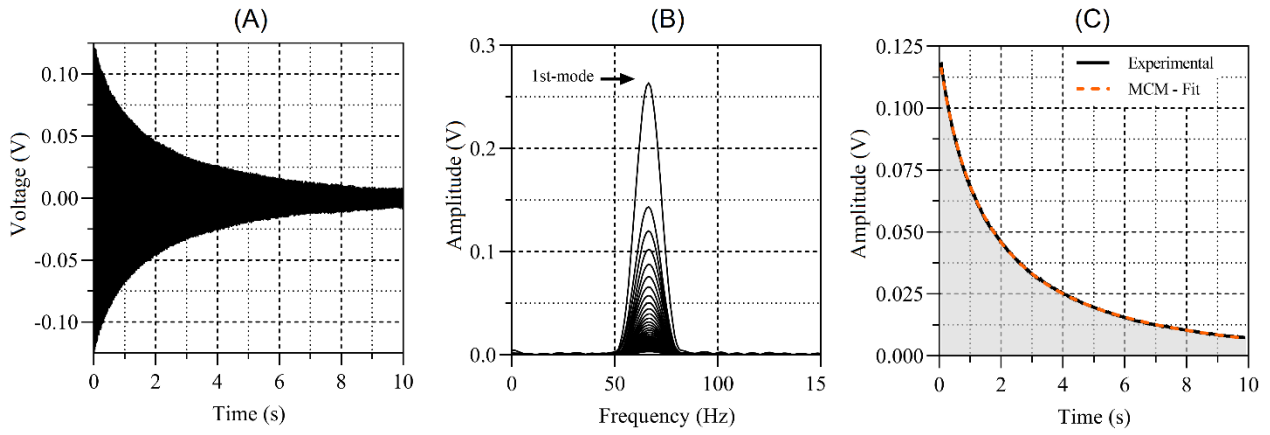 (A)
0.10
0.05
0.00
-0.05
-0.10
Voltage (V)
0 2 4 6 8 10
Time (s)
(B)
0.3
0.2
0.1
0.0
Amplitude (V)
1st-mode
0 50 100 15
Frequency (Hz)
(C)
0.125
0.100
0.075
0.050
0.025
0.000
Amplitude (V)
Experimental
MCM - Fit
0 2 4 6 8 10
Time (s)